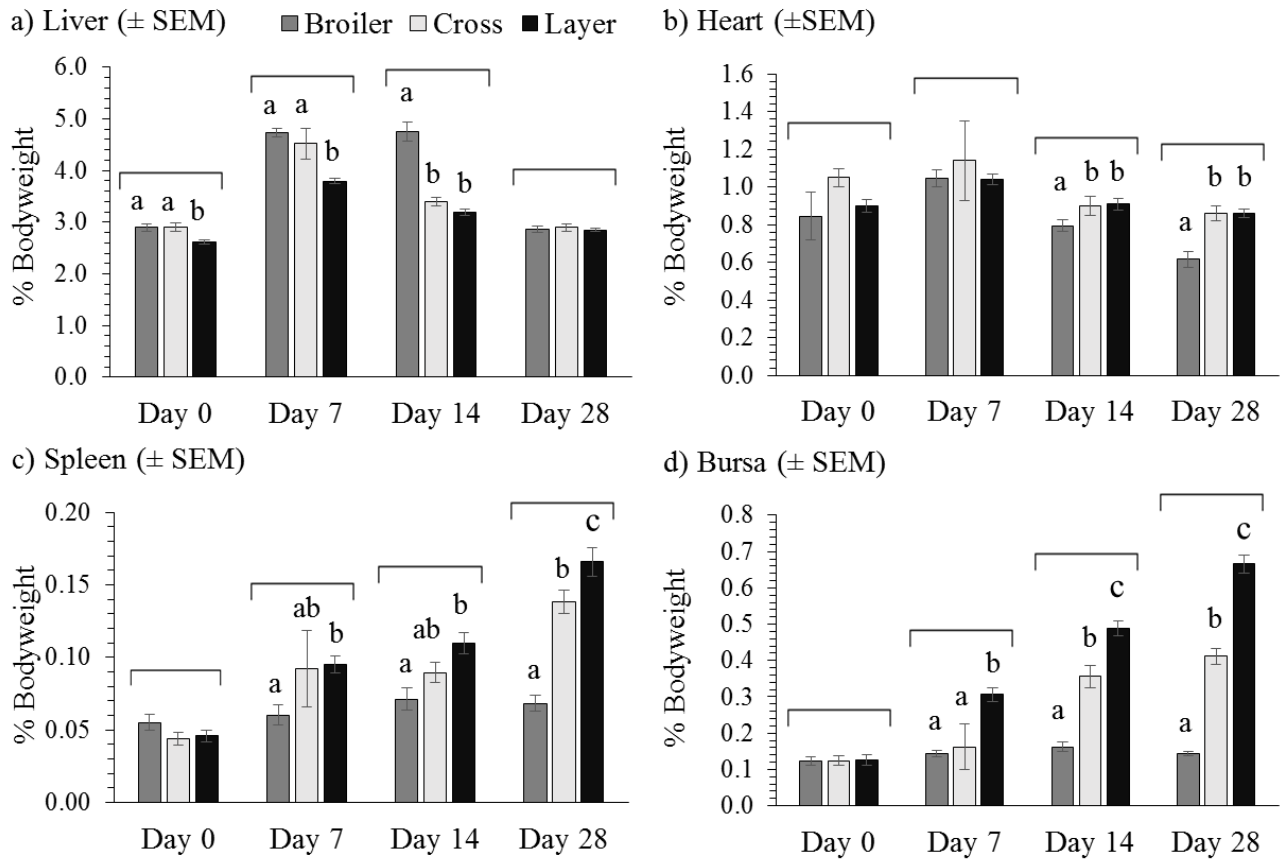 a) Liver (± SEM)
Broiler Cross Layer
% Bodyweight
6.0
5.0
4.0
3.0
2.0
1.0
0.0
a a b
a a b
a b b
Day 0 Day 7 Day 14 Day 28
b) Heart (±SEM)
% Bodyweight
1.6
1.4
1.2
1.0
0.8
0.6
0.4
0.2
0.0
a b b
a b b
Day 0 Day 7 Day 14 Day 28
c) Spleen (± SEM)
% Bodyweight
0.20
0.15
0.10
0.05
0.00
a ab b
a ab b
a b c
Day 0 Day 7 Day 14 Day 28
d) Bursa (± SEM)
% Bodyweight
0.8
0.7
0.6
0.5
0.4
0.3
0.2
0.1
0.0
a a b
a b c
a b c
Day 0 Day 7 Day 14 Day 28